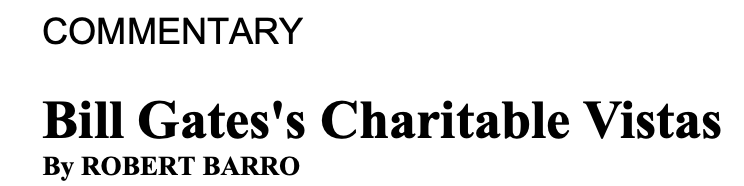 COMMENTARY
Bill Gates's Charitable Vistas
By ROBERT BARRO